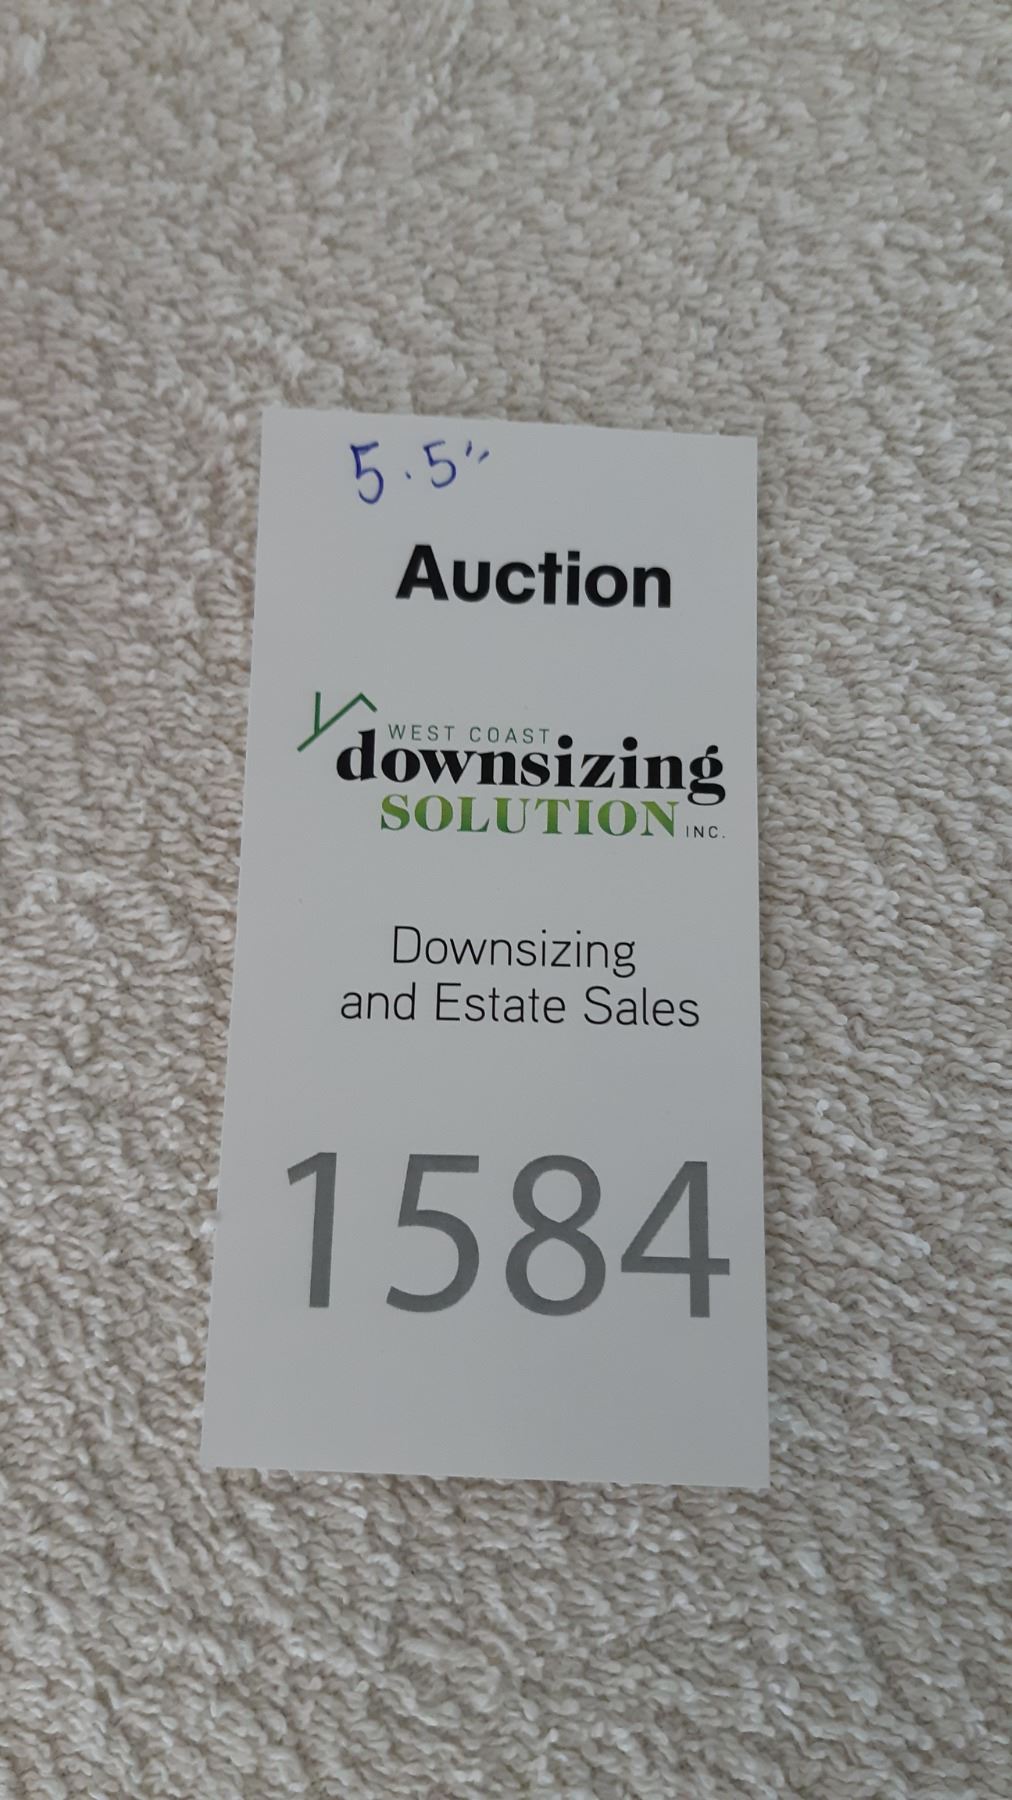 5.5"
Auction
WEST COAST
downsizing
SOLUTION INC.
Downsizing
and Estate Sales
1584